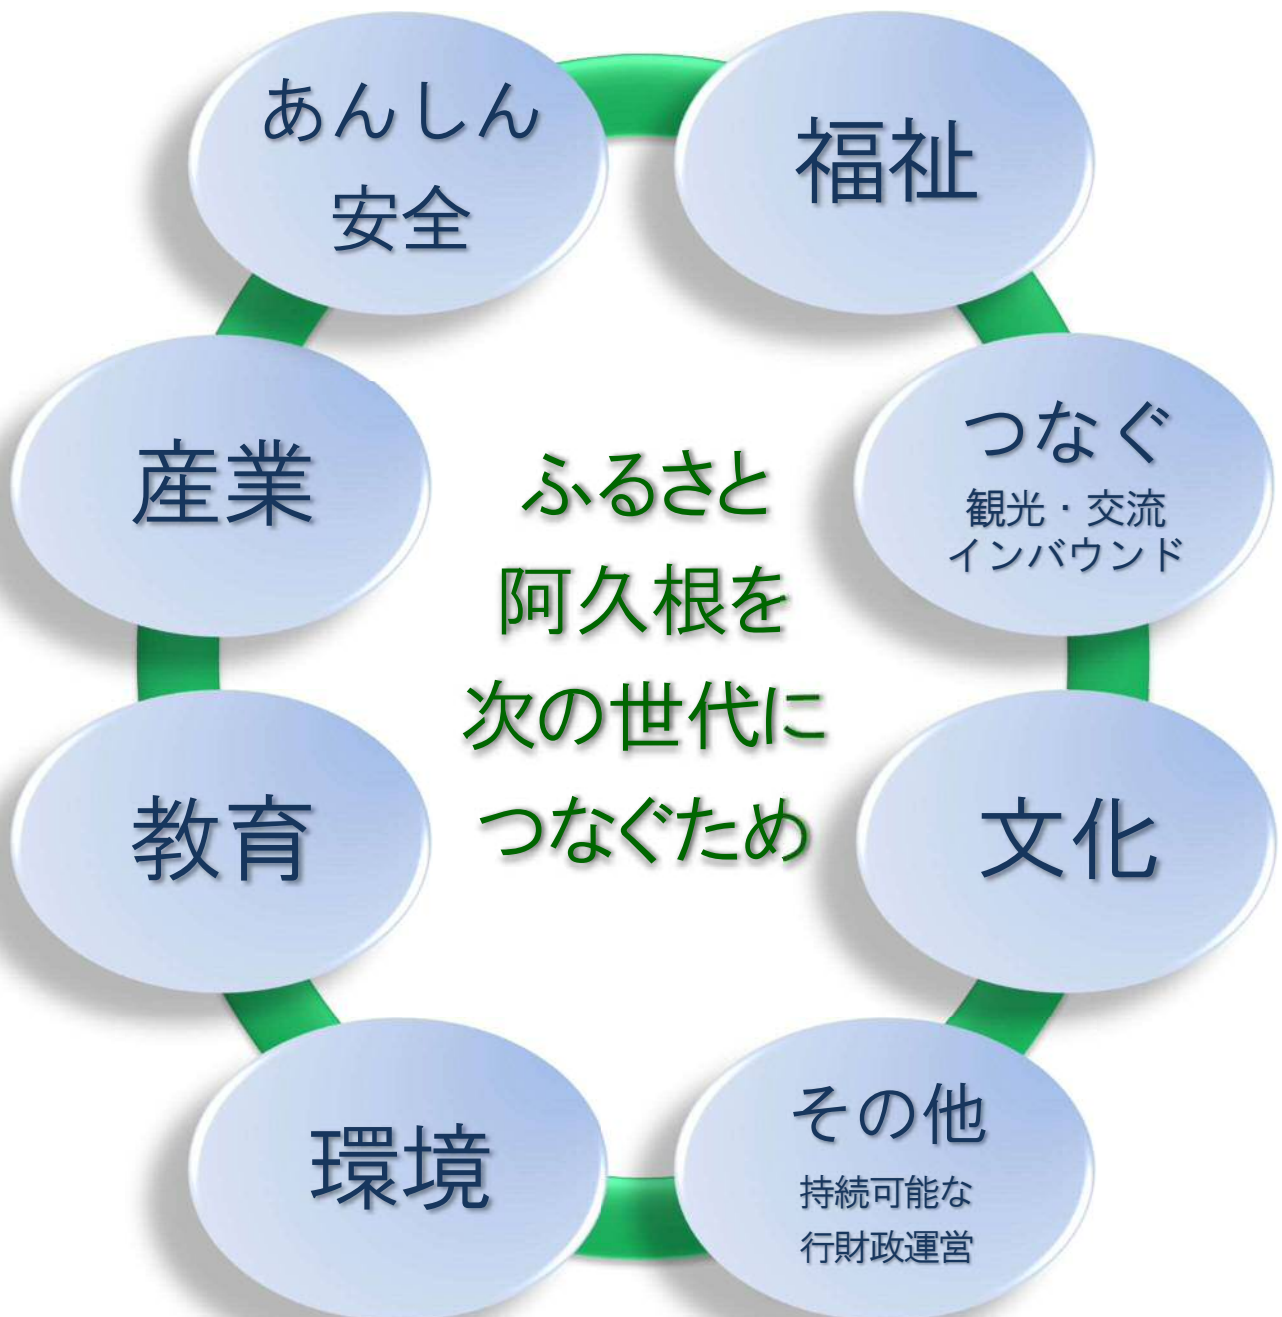 あんしん
安全
福祉
産業
つなぐ
観光・交流
インバウンド
ふるさと
阿久根を
次の世代に
つなぐため
教育
文化
環境
その他
持続可能な
行財政運営